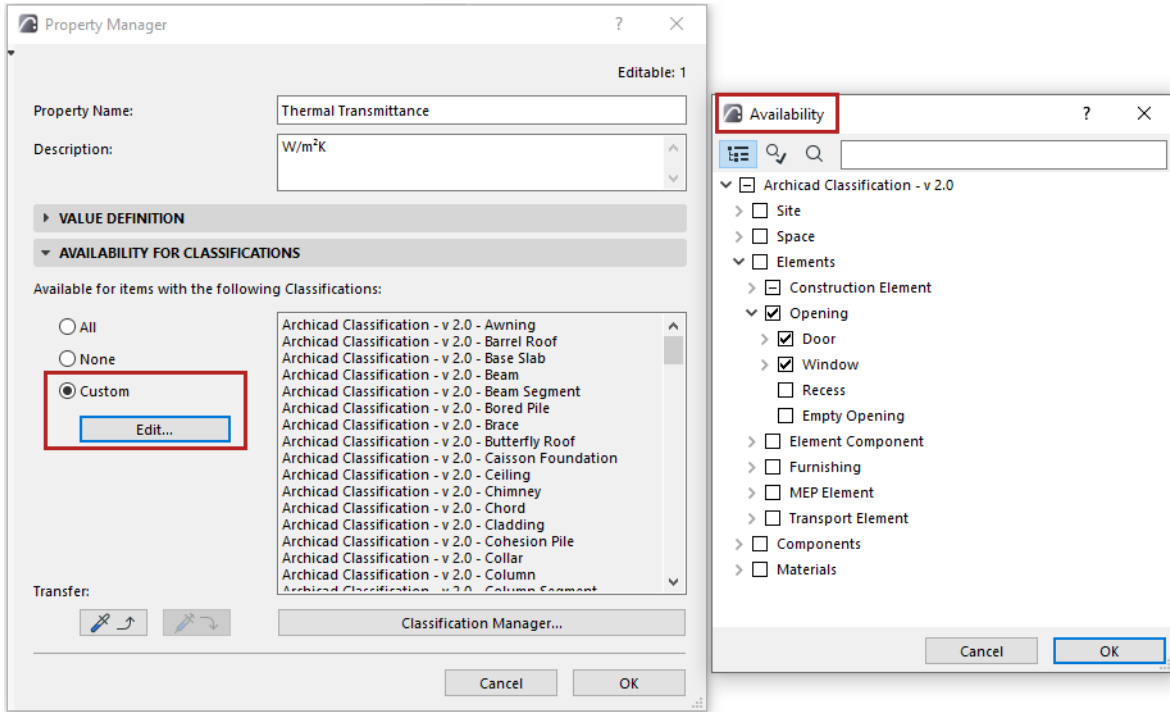 Property Manager
?
Editable: 1
Property Name:
Thermal Transmittance
Description:
W/m²K
VALUE DEFINITION
AVAILABILITY FOR CLASSIFICATIONS
Available for items with the following Classifications:
All
None
Custom
Edit...
Archicad Classification - v 2.0 - Awning
Archicad Classification - v 2.0 - Barrel Roof
Archicad Classification - v 2.0 - Base Slab
Archicad Classification - v 2.0 - Beam
Archicad Classification - v 2.0 - Beam Segment
Archicad Classification - v 2.0 - Bored Pile
Archicad Classification - v 2.0 - Brace
Archicad Classification - v 2.0 - Butterfly Roof
Archicad Classification - v 2.0 - Caisson Foundation
Archicad Classification - v 2.0 - Ceiling
Archicad Classification - v 2.0 - Chimney
Archicad Classification - v 2.0 - Chord
Archicad Classification - v 2.0 - Cladding
Archicad Classification - v 2.0 - Cohesion Pile
Archicad Classification - v 2.0 - Collar
Archicad Classification - v 2.0 - Column
Archicad Classification - v 2.0 - Column Segment
Transfer:
Classification Manager...
Cancel
OK
Availability
?
Archicad Classification - v 2.0
Site
Space
Elements
Construction Element
Opening
Door
Window
Recess
Empty Opening
Element Component
Furnishing
MEP Element
Transport Element
Components
Materials
Cancel
OK